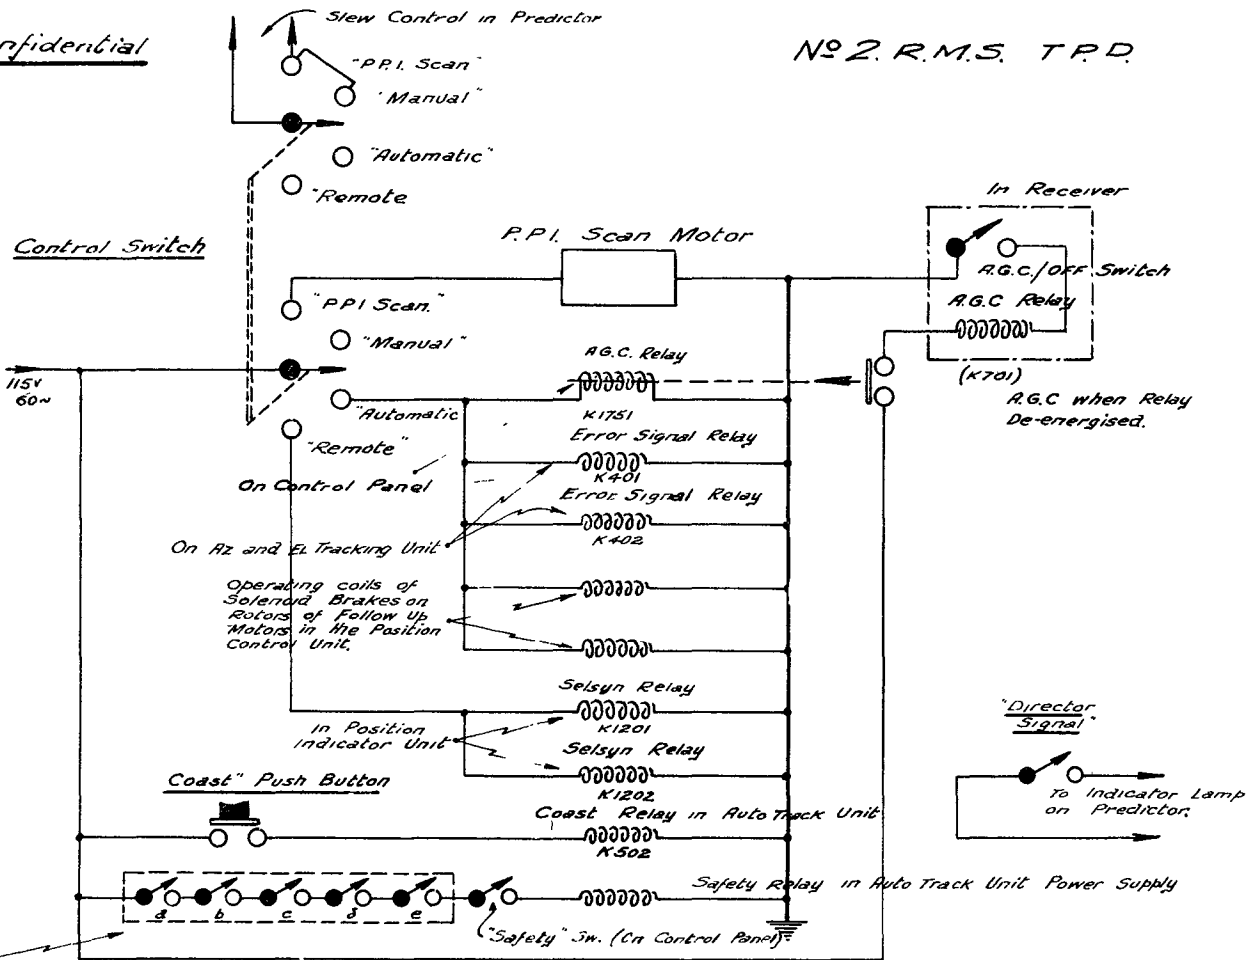 nfidential
Slew Control in Predictor
Nº 2. R.M.S. T.P.D.
"P.P.I. Scan"
"Manual"
"Automatic"
"Remote
Control Switch
P.P.I. Scan Motor
In Receiver
A.G.C./OFF Switch
A.G.C Relay
(K701)
A.G.C when Relay
De-energised.
"PPI Scan."
"Manual"
"Automatic
"Remote"
115v
60~
A.G.C. Relay
K1751
Error Signal Relay
K401
On Control Panel
Error Signal Relay
K402
On Az and EL Tracking Unit
Operating coils of
Solenoid Brakes on
Rotors of Follow Up
Motors in the Position
Control Unit.
Selsyn Relay
K1201
In Position
Indicator Unit
Selsyn Relay
K1202
"Director
Signal"
To Indicator Lamp
on Predictor.
Coast" Push Button
Coast Relay in Auto Track Unit
K502
a b c d e
Safety Relay in Auto Track Unit Power Supply
"Safety" Sw. (On Control Panel)